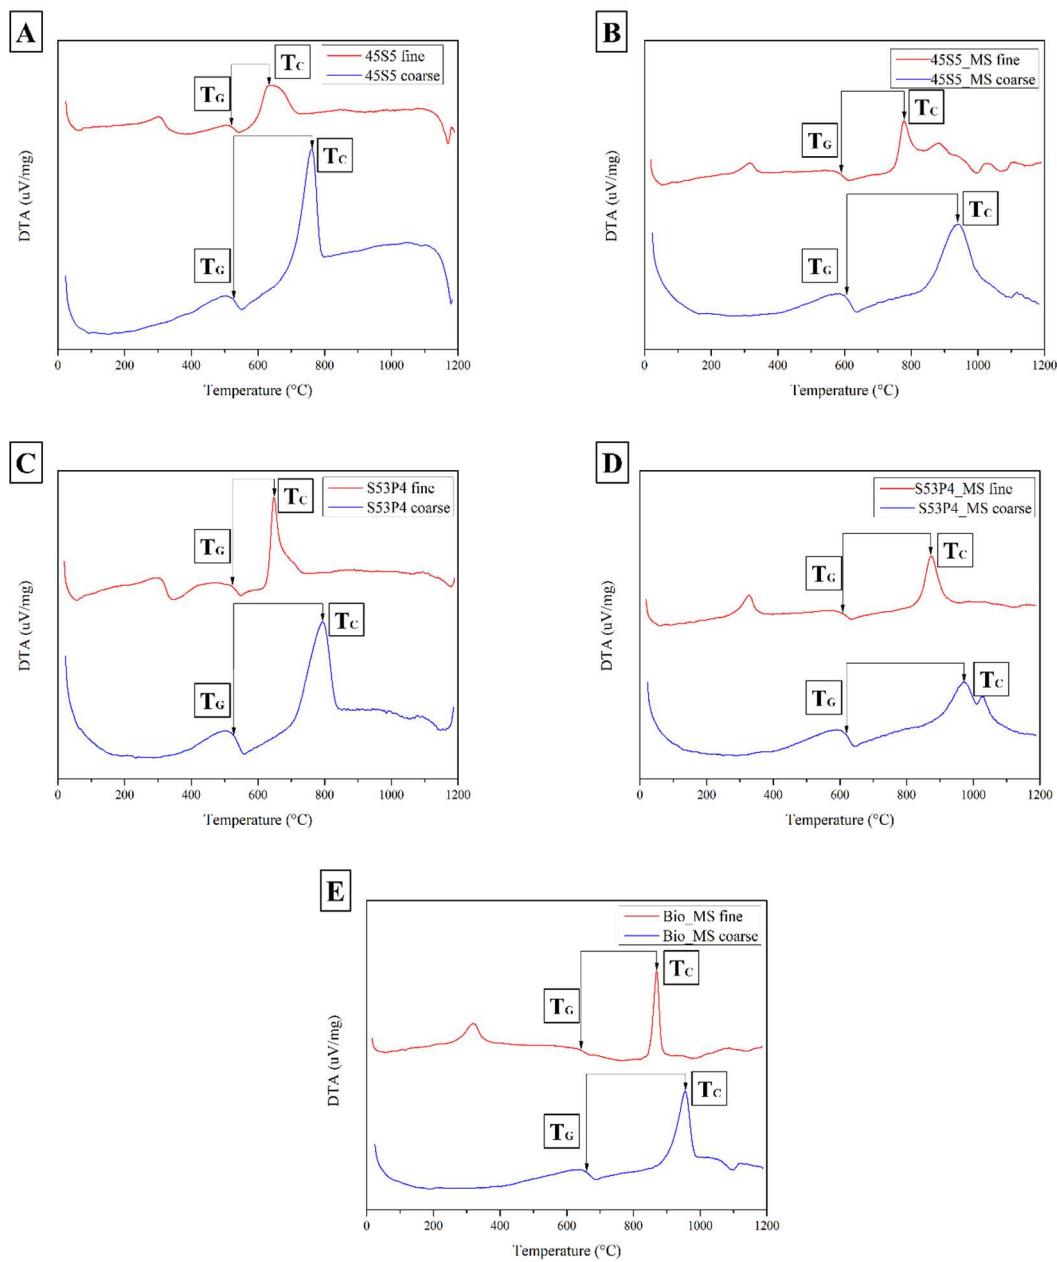 A
45S5 fine
45S5 coarse
TC
TG
TC
TG
DTA (uV/mg)
0 200 400 600 800 1000 1200
Temperature (°C)
B
45S5_MS fine
45S5_MS coarse
TC
TG
TC
TG
DTA (uV/mg)
0 200 400 600 800 1000 1200
Temperature (°C)
C
S53P4 fine
S53P4 coarse
TC
TG
TC
TG
DTA (uV/mg)
0 200 400 600 800 1000 1200
Temperature (°C)
D
S53P4_MS fine
S53P4_MS coarse
TC
TG
TC
TG
DTA (uV/mg)
0 200 400 600 800 1000 1200
Temperature (°C)
E
Bio_MS fine
Bio_MS coarse
TC
TG
TC
TG
DTA (uV/mg)
0 200 400 600 800 1000 1200
Temperature (°C)